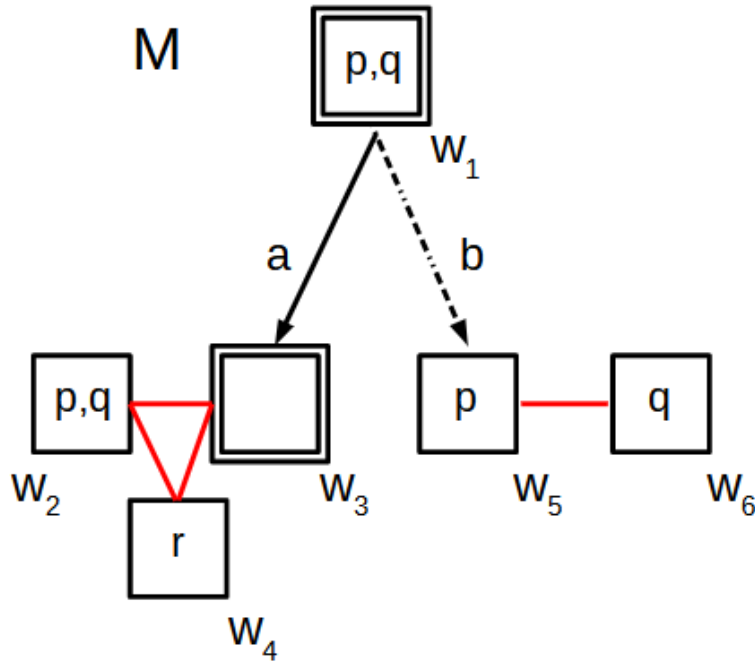 M
p,q
w₁
a b
p,q p q
w₂ w₃ w₅ w₆
r
w₄